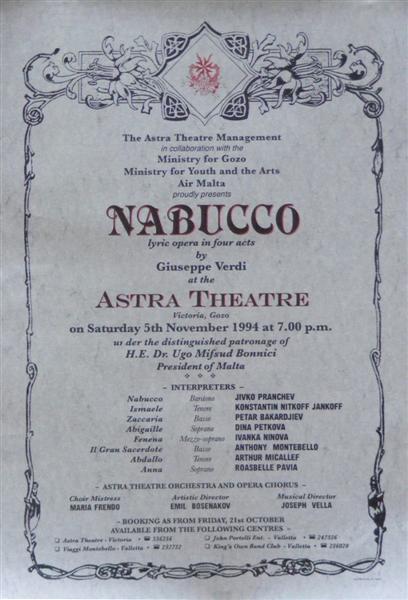 The Astra Theatre Management
in collaboration with the
Ministry for Gozo
Ministry for Youth and the Arts
Air Malta
proudly presents
NABUCCO
lyric opera in four acts
by
Giuseppe Verdi
at the
ASTRA THEATRE
Victoria, Gozo
on Saturday 5th November 1994 at 7.00 p.m.
under the distinguished patronage of
H.E. Dr. Ugo Mifsud Bonnici
President of Malta
– INTERPRETERS –
Nabucco Baritono JIVKO PRANCHEV
Ismaele Tenore KONSTANTIN NITKOFF JANKOFF
Zaccaria Basso PETAR BAKARDJIEV
Abigaille Soprano DINA PETKOVA
Fenena Mezzo-soprano IVANKA NINOVA
Il Gran Sacerdote Basso ANTHONY MONTEBELLO
Abdallo Tenore ARTHUR MICALLEF
Anna Soprano ROASBELLE PAVIA
– ASTRA THEATRE ORCHESTRA AND OPERA CHORUS –
Choir Mistress Artistic Director Musical Director
MARIA FRENDO EMIL BOSENAKOV JOSEPH VELLA
– BOOKING AS FROM FRIDAY, 21st OCTOBER
AVAILABLE FROM THE FOLLOWING CENTRES –
❏ Astra Theatre - Victoria • ☎ 556256 ❏ John Portelli Ent. - Valletta • ☎ 247556
❏ Viaggi Montebello - Valletta • ☎ 232732 ❏ King's Own Band Club - Valletta •